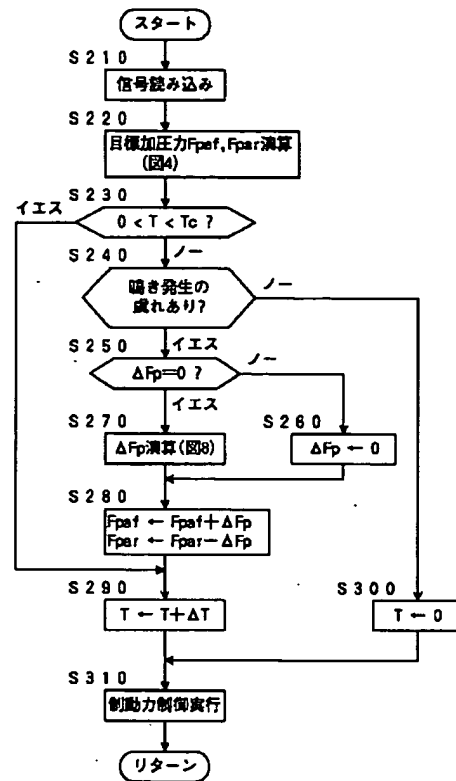 スタート
S210
信号読み込み
S220
目標加圧力Fpaf,Fpar演算
(図4)
S230
イエス
0 < T < Tc ?
S240
ノー
鳴き発生の
虞れあり?
ノー
S250
イエス
ΔFp=0 ?
ノー
イエス
S270
S260
ΔFp演算(図8)
ΔFp ← 0
S280
Fpaf ← Fpaf+ΔFp
Fpar ← Fpar−ΔFp
S290
S300
T ← T+ΔT
T ← 0
S310
制動力制御実行
リターン